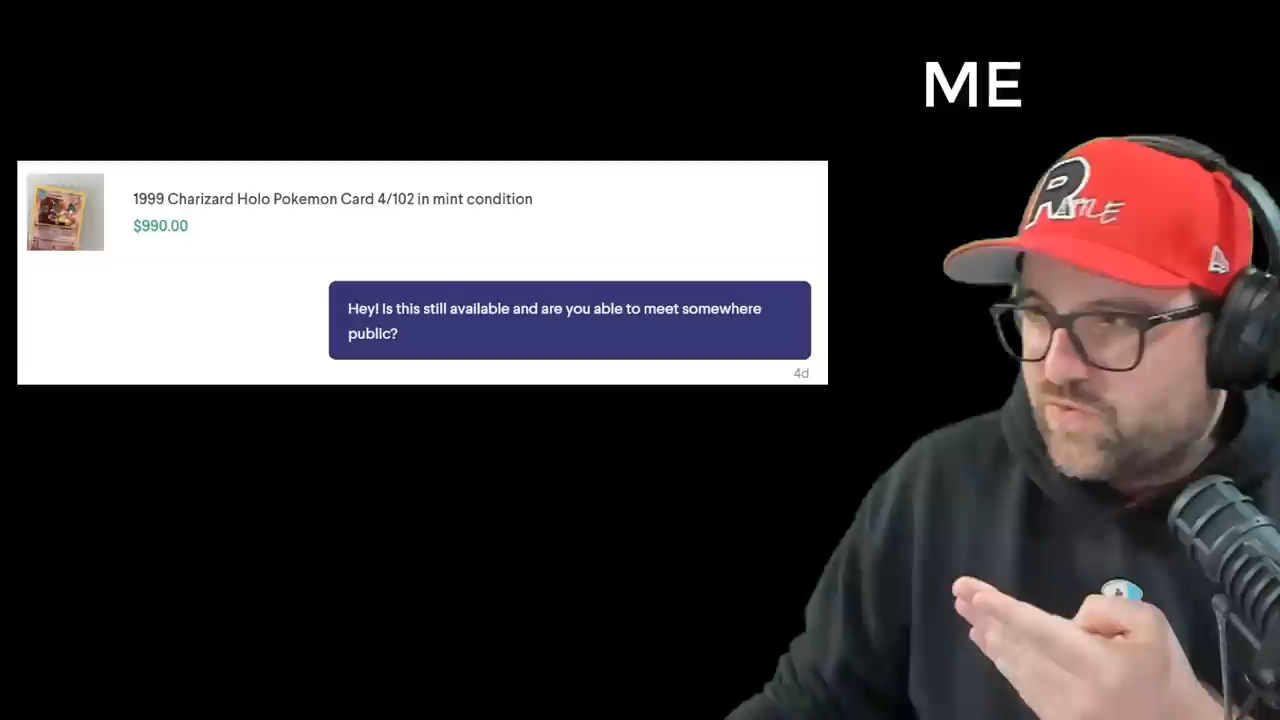 ME
1999 Charizard Holo Pokemon Card 4/102 in mint condition
$990.00
Hey! Is this still available and are you able to meet somewhere
public?
4d